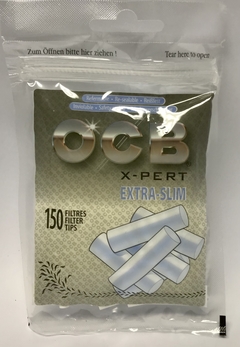 Zum Öffnen bitte hier ziehen !
Tear here to open
OCB
X-PERT
EXTRA-SLIM
150 FILTRES
FILTER
TIPS